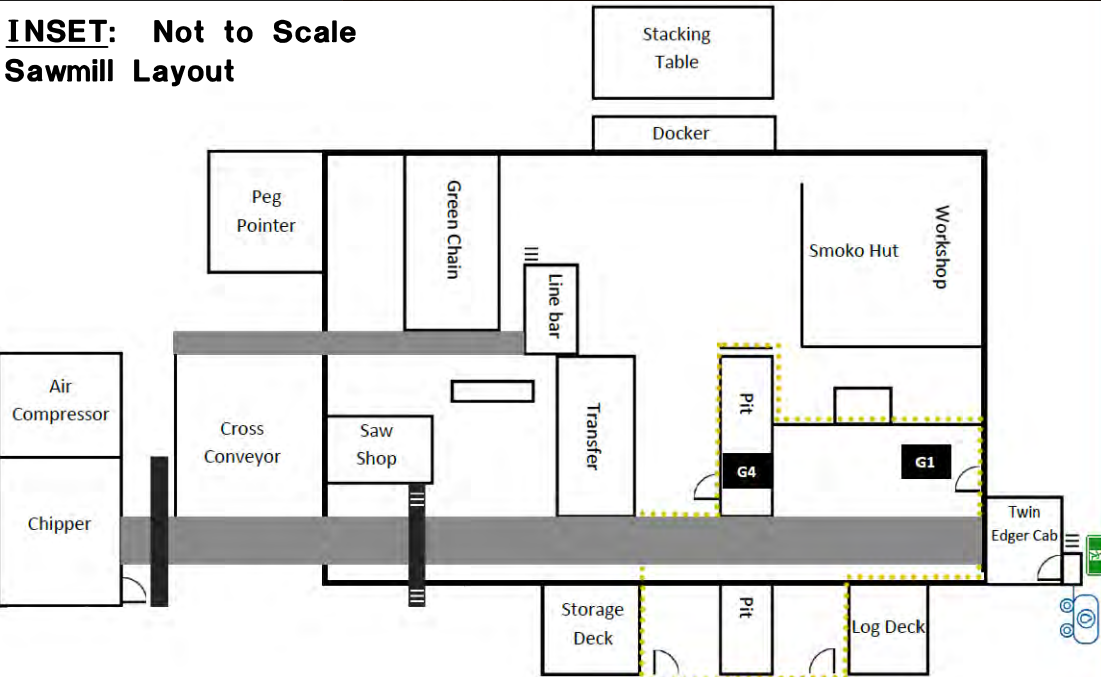 INSET: Not to Scale
Sawmill Layout
Stacking
Table
Docker
Peg
Pointer
Green Chain
Line bar
Smoko Hut
Workshop
Air
Compressor
Cross
Conveyor
Saw
Shop
Transfer
Pit
G4
G1
Chipper
Twin
Edger Cab
Storage
Deck
Pit
Log Deck